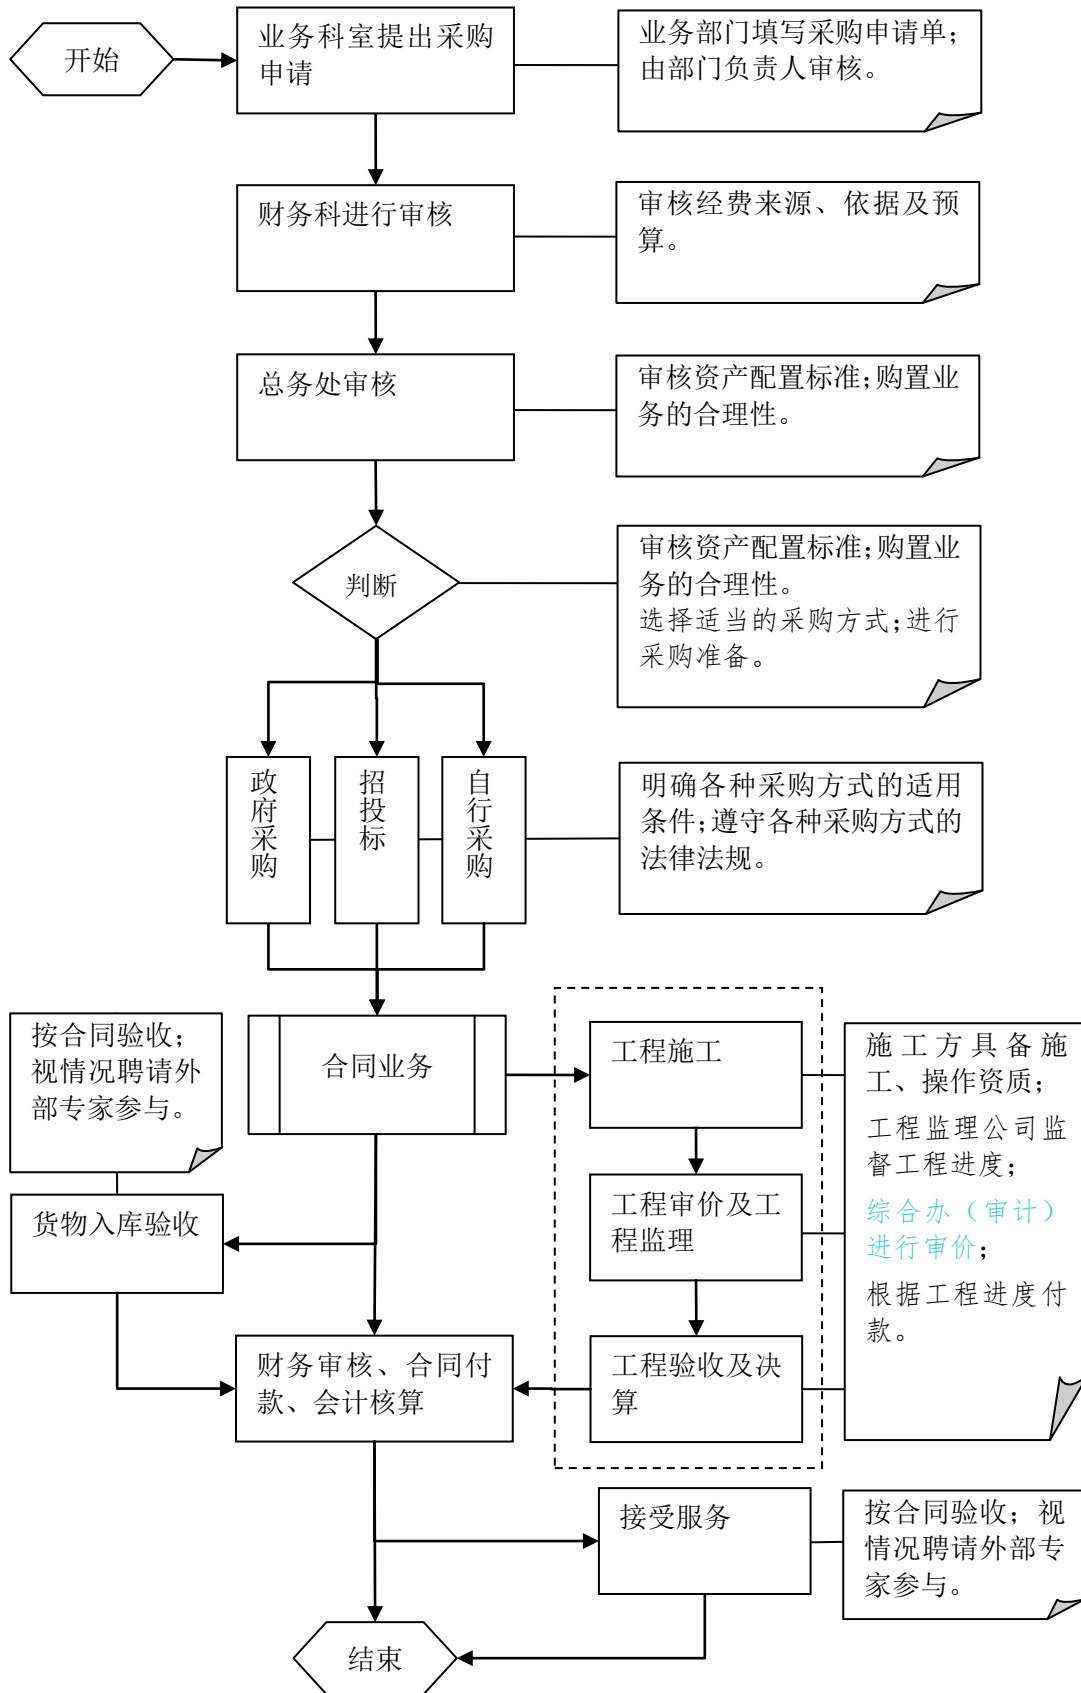 开始
业务科室提出采购
申请
业务部门填写采购申请单；
由部门负责人审核。
财务科进行审核
审核经费来源、依据及预
算。
总务处审核
审核资产配置标准；购置业
务的合理性。
判断
审核资产配置标准；购置业
务的合理性。
选择适当的采购方式；进行
采购准备。
政府采购
招投标
自行采购
明确各种采购方式的适用
条件；遵守各种采购方式的
法律法规。
按合同验收；
视情况聘请外
部专家参与。
合同业务
工程施工
施工方具备施
工、操作资质；
工程监理公司监
督工程进度；
综合办（审计）
进行审价；
根据工程进度付
款。
货物入库验收
工程审价及工
程监理
财务审核、合同付
款、会计核算
工程验收及决
算
接受服务
按合同验收；视
情况聘请外部专
家参与。
结束